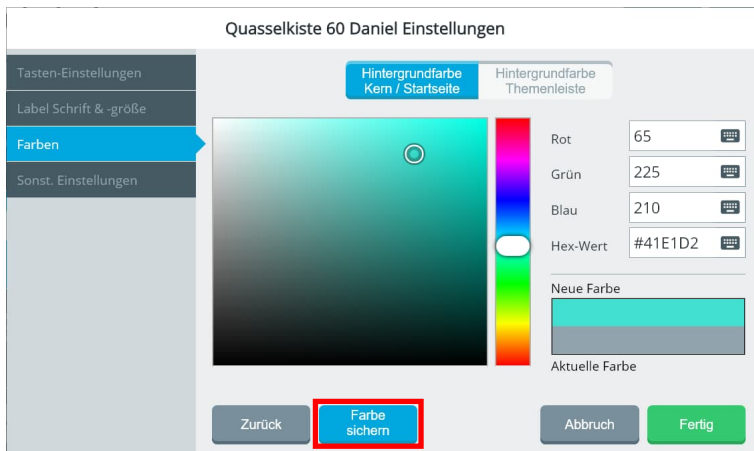 Quasselkiste 60 Daniel Einstellungen
Tasten-Einstellungen
Label Schrift & -größe
Farben
Sonst. Einstellungen
Hintergrundfarbe
Kern / Startseite
Hintergrundfarbe
Themenleiste
Rot 65
Grün 225
Blau 210
Hex-Wert #41E1D2
Neue Farbe
Aktuelle Farbe
Zurück
Farbe
sichern
Abbruch
Fertig